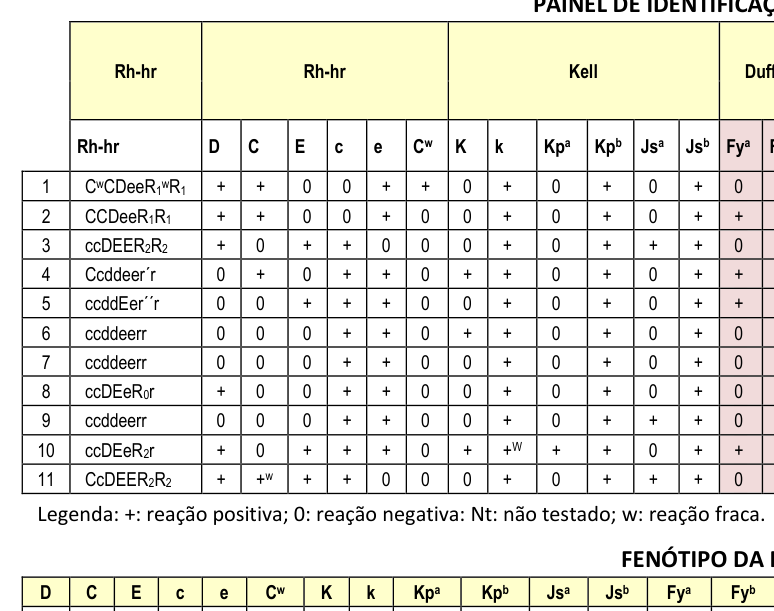 PAINEL DE IDENTIFICAÇ
Rh-hr Rh-hr Kell Duff
Rh-hr D C E c e Cʷ K k Kpᵃ Kpᵇ Jsᵃ Jsᵇ Fyᵃ F
1 CʷCDeeR₁ʷR₁ + + 0 0 + + 0 + 0 + 0 + 0
2 CCDeeR₁R₁ + + 0 0 + 0 0 + 0 + 0 + +
3 ccDEER₂R₂ + 0 + + 0 0 0 + 0 + + + 0
4 Ccddeer´r 0 + 0 + + 0 + + 0 + 0 + +
5 ccddEer´´r 0 0 + + + 0 0 + 0 + 0 + +
6 ccddeerr 0 0 0 + + 0 + + 0 + 0 + 0
7 ccddeerr 0 0 0 + + 0 0 + 0 + 0 + 0
8 ccDEeR₀r + 0 0 + + 0 0 + 0 + 0 + 0
9 ccddeerr 0 0 0 + + 0 0 + 0 + + + 0
10 ccDEeR₂r + 0 + + + 0 + +ᵂ + + 0 + +
11 CcDEER₂R₂ + +ʷ + + 0 0 0 + 0 + + + 0
Legenda: +: reação positiva; 0: reação negativa: Nt: não testado; w: reação fraca.
FENÓTIPO DA
D C E c e Cʷ K k Kpᵃ Kpᵇ Jsᵃ Jsᵇ Fyᵃ Fyᵇ